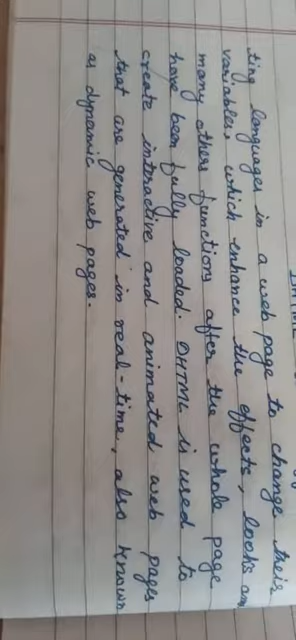 ting languages in a web page to change their
variables, which enhance the effects, looks an
many others functions after the whole page
have been fully loaded. DHTML is used to
create interactive and animated web pages
that are generated in real-time, also known
as dynamic web pages.